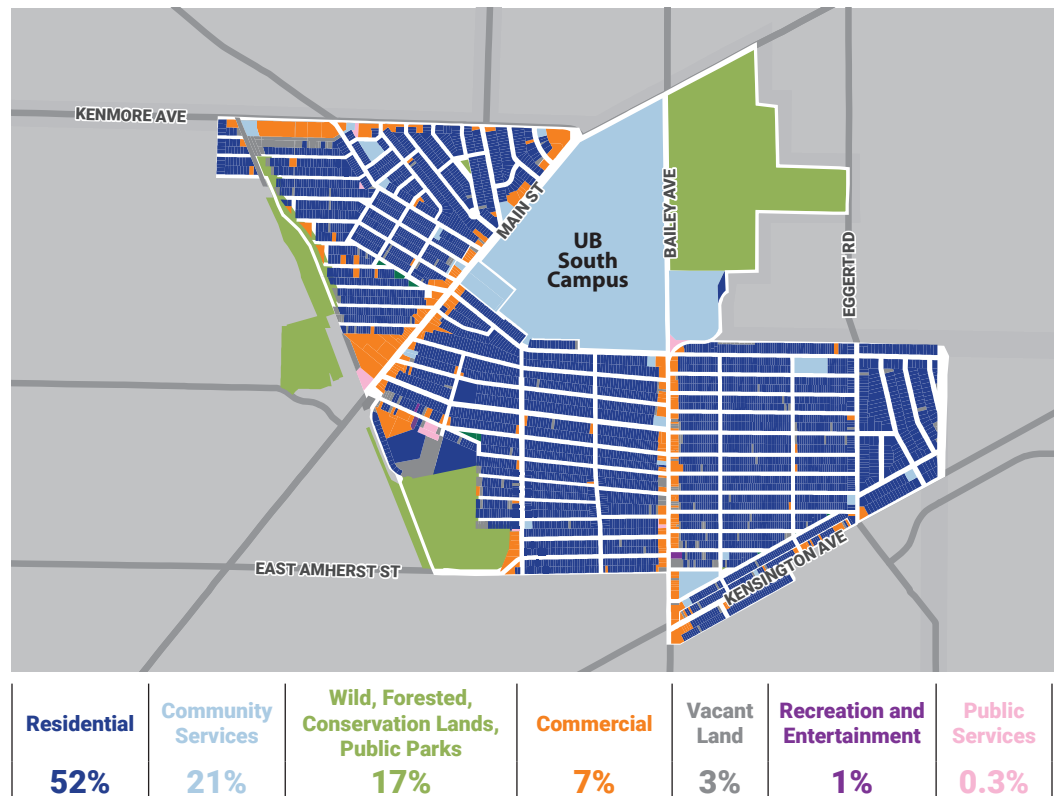 KENMORE AVE
MAIN ST
BAILEY AVE
UB
South
Campus
EGGERT RD
EAST AMHERST ST
KENSINGTON AVE
Residential
52%
Community
Services
21%
Wild, Forested,
Conservation Lands,
Public Parks
17%
Commercial
7%
Vacant
Land
3%
Recreation and
Entertainment
1%
Public
Services
0.3%